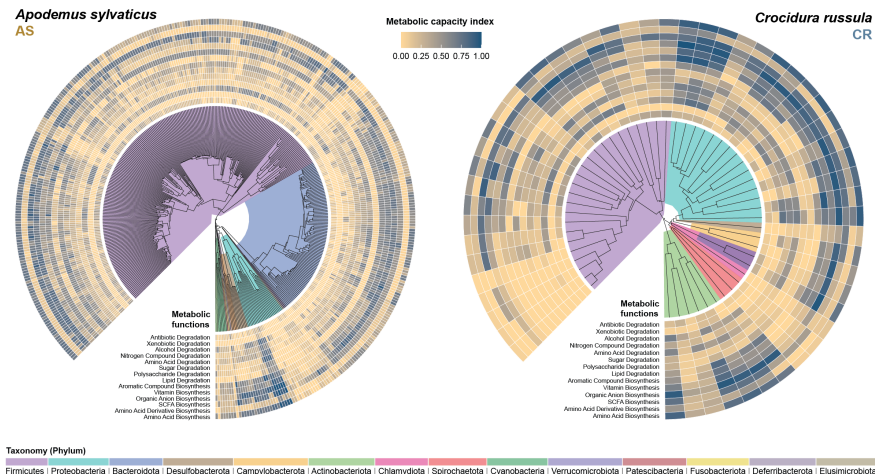 Apodemus sylvaticus
AS
Metabolic capacity index
0.00 0.25 0.50 0.75 1.00
Crocidura russula
CR
Metabolic
functions
Antibiotic Degradation
Xenobiotic Degradation
Alcohol Degradation
Nitrogen Compound Degradation
Amino Acid Degradation
Sugar Degradation
Polysaccharide Degradation
Lipid Degradation
Aromatic Compound Biosynthesis
Vitamin Biosynthesis
Organic Anion Biosynthesis
SCFA Biosynthesis
Amino Acid Derivative Biosynthesis
Amino Acid Biosynthesis
Metabolic
functions
Antibiotic Degradation
Xenobiotic Degradation
Alcohol Degradation
Nitrogen Compound Degradation
Amino Acid Degradation
Sugar Degradation
Polysaccharide Degradation
Lipid Degradation
Aromatic Compound Biosynthesis
Vitamin Biosynthesis
Organic Anion Biosynthesis
SCFA Biosynthesis
Amino Acid Derivative Biosynthesis
Amino Acid Biosynthesis
Taxonomy (Phylum)
Firmicutes | Proteobacteria | Bacteroidota | Desulfobacterota | Campylobacterota | Actinobacteriota | Chlamydiota | Spirochaetota | Cyanobacteria | Verrucomicrobiota | Patescibacteria | Fusobacteriota | Deferribacterota | Elusimicrobiota